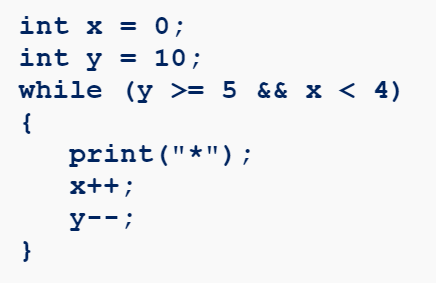 int x = 0;
int y = 10;
while (y >= 5 && x < 4)
{
   print("*");
   x++;
   y--;
}